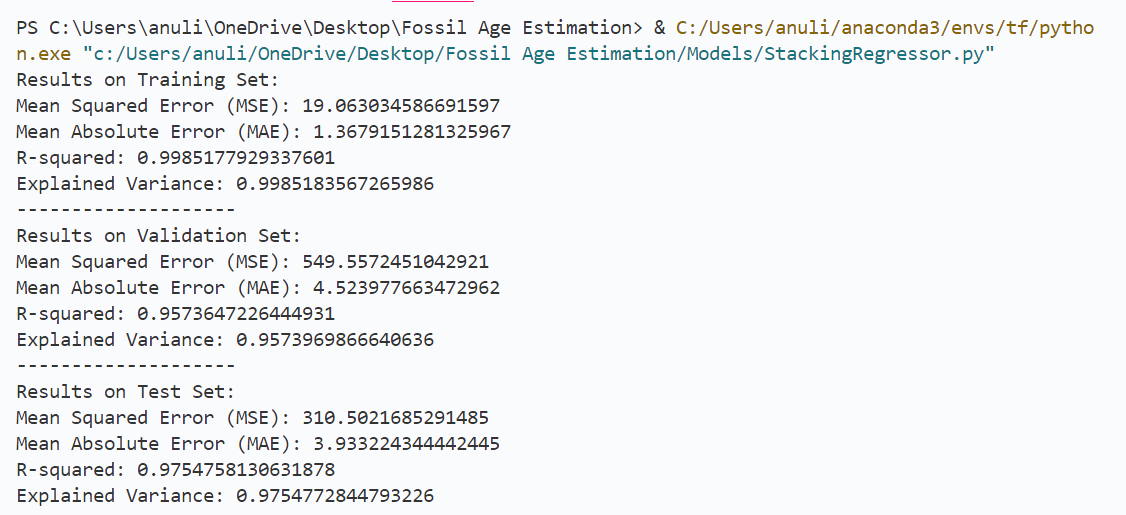 PS C:\Users\anuli\OneDrive\Desktop\Fossil Age Estimation> & C:/Users/anuli/anaconda3/envs/tf/pytho
n.exe "c:/Users/anuli/OneDrive/Desktop/Fossil Age Estimation/Models/StackingRegressor.py"
Results on Training Set:
Mean Squared Error (MSE): 19.063034586691597
Mean Absolute Error (MAE): 1.3679151281325967
R-squared: 0.9985177929337601
Explained Variance: 0.9985183567265986
--------------------
Results on Validation Set:
Mean Squared Error (MSE): 549.5572451042921
Mean Absolute Error (MAE): 4.523977663472962
R-squared: 0.9573647226444931
Explained Variance: 0.9573969866640636
--------------------
Results on Test Set:
Mean Squared Error (MSE): 310.5021685291485
Mean Absolute Error (MAE): 3.933224344442445
R-squared: 0.9754758130631878
Explained Variance: 0.9754772844793226